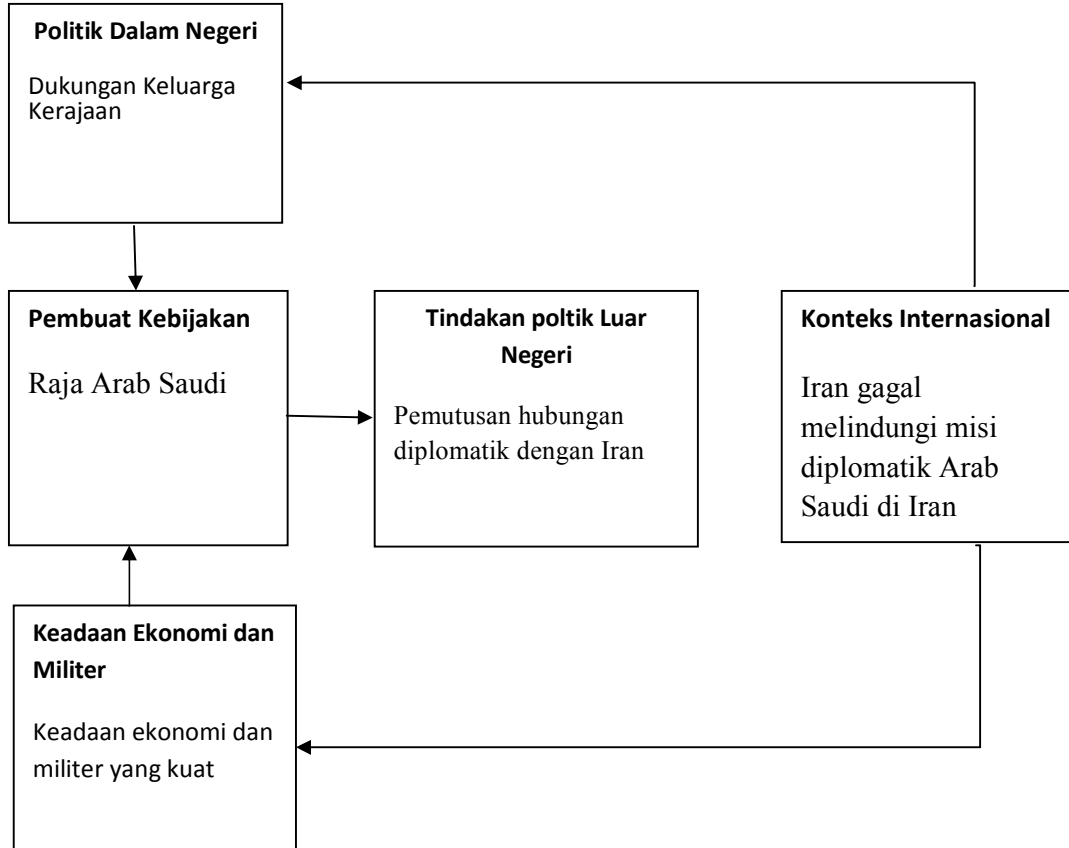 Politik Dalam Negeri
Dukungan Keluarga
Kerajaan
Pembuat Kebijakan
Raja Arab Saudi
Tindakan poltik Luar
Negeri
Pemutusan hubungan
diplomatik dengan Iran
Konteks Internasional
Iran gagal
melindungi misi
diplomatik Arab
Saudi di Iran
Keadaan Ekonomi dan
Militer
Keadaan ekonomi dan
militer yang kuat